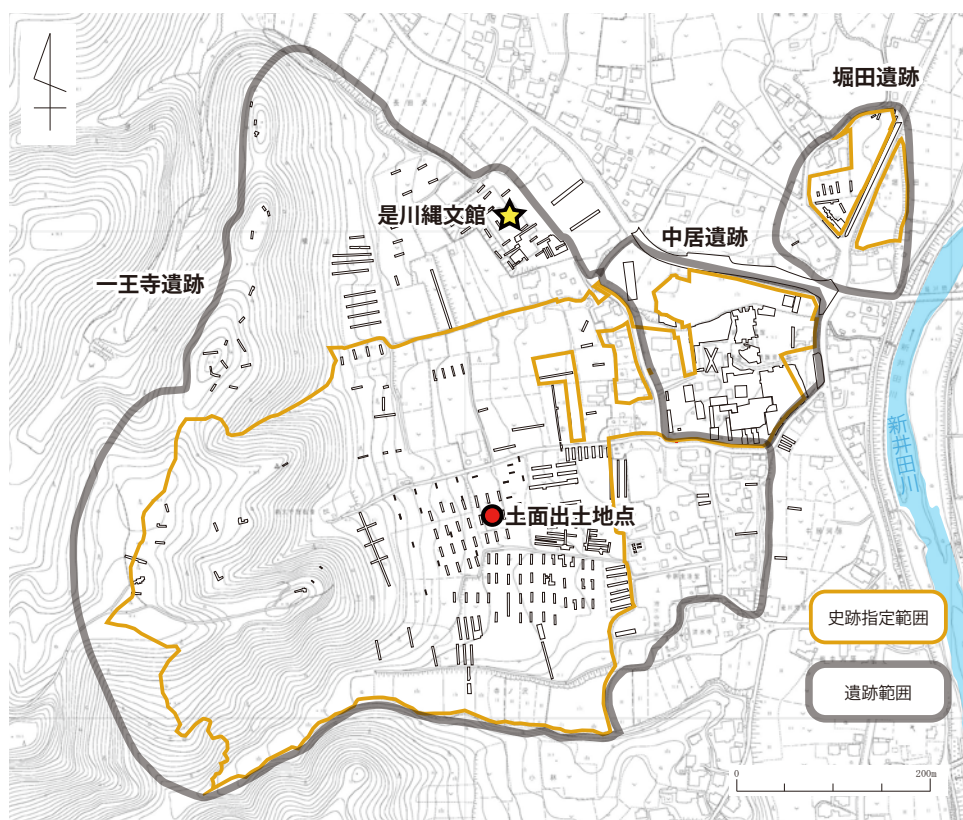 堀田遺跡
是川縄文館
中居遺跡
一王寺遺跡
新井田川
土面出土地点
史跡指定範囲
遺跡範囲
0
200m